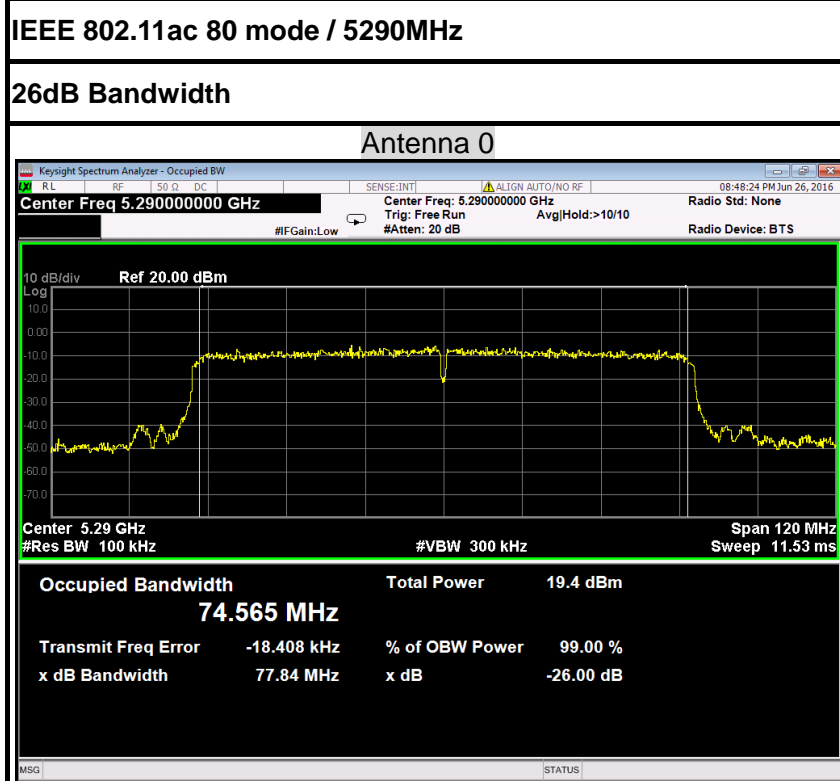 IEEE 802.11ac 80 mode / 5290MHz
26dB Bandwidth
Antenna 0
Keysight Spectrum Analyzer - Occupied BW
LXI RL RF 50 Ω DC SENSE:INT ALIGN AUTO/NO RF 08:48:24 PM Jun 26, 2016
Center Freq 5.290000000 GHz Center Freq: 5.290000000 GHz Radio Std: None
Trig: Free Run Avg|Hold:>10/10
#IFGain:Low #Atten: 20 dB Radio Device: BTS
10 dB/div Ref 20.00 dBm
Log
10.0
0.00
-10.0
-20.0
-30.0
-40.0
-50.0
-60.0
-70.0
Center 5.29 GHz Span 120 MHz
#Res BW 100 kHz #VBW 300 kHz Sweep 11.53 ms
Occupied Bandwidth Total Power 19.4 dBm
74.565 MHz
Transmit Freq Error -18.408 kHz % of OBW Power 99.00 %
x dB Bandwidth 77.84 MHz x dB -26.00 dB
MSG STATUS